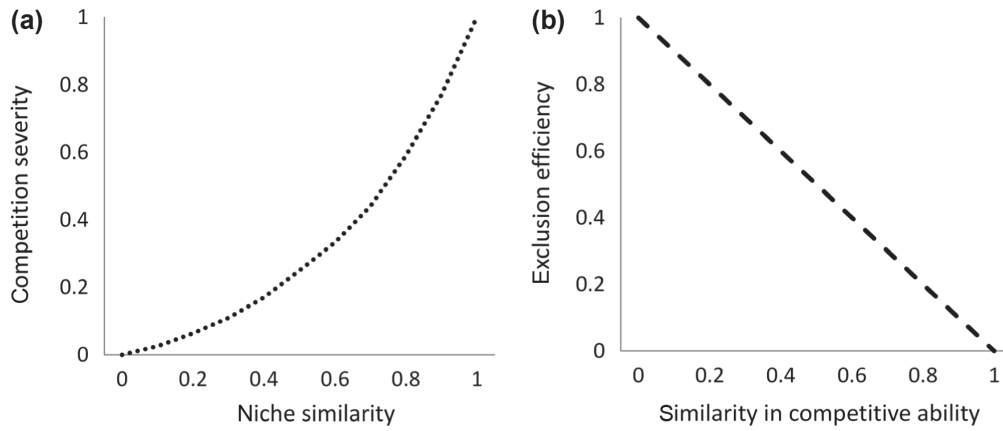 (a)
1
0.8
0.6
0.4
0.2
0
Competition severity
0 0.2 0.4 0.6 0.8 1
Niche similarity
(b)
1
0.8
0.6
0.4
0.2
0
Exclusion efficiency
0 0.2 0.4 0.6 0.8 1
Similarity in competitive ability